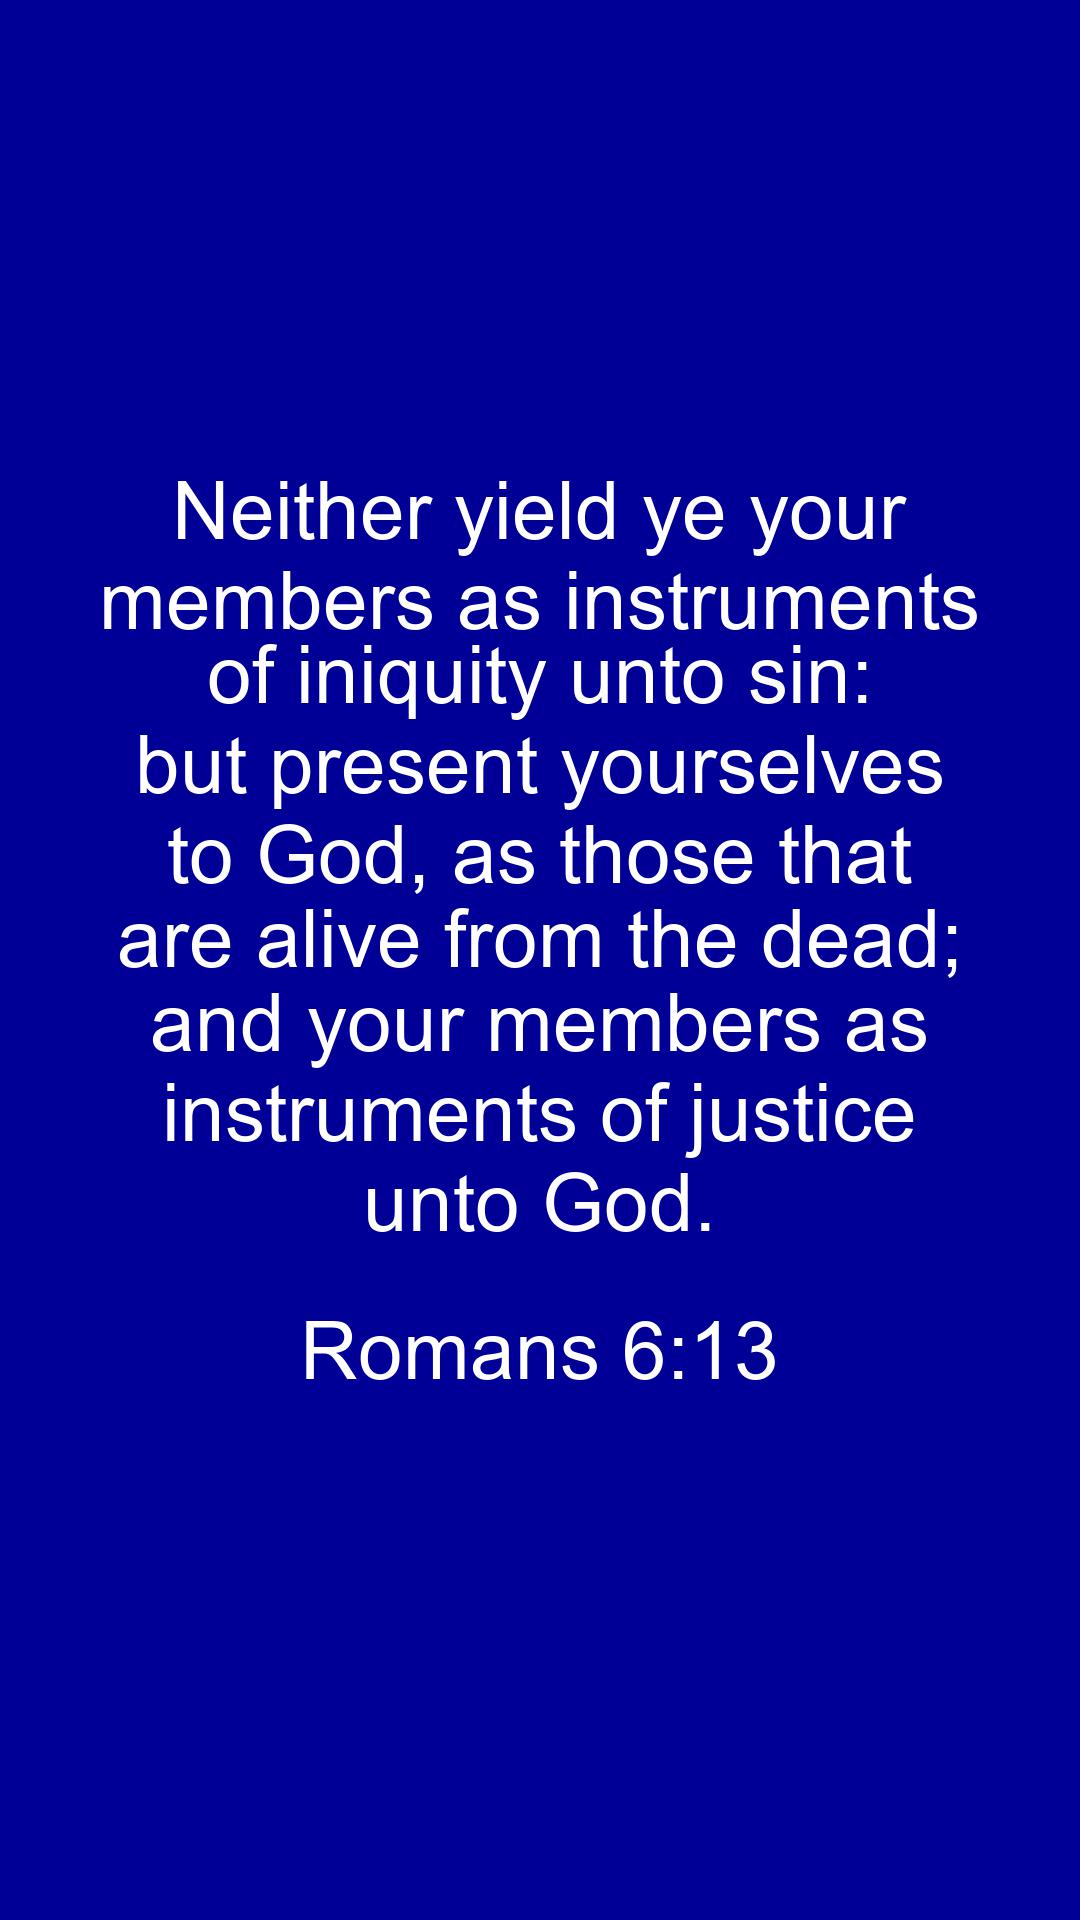 Neither yield ye your
members as instruments
of iniquity unto sin:
but present yourselves
to God, as those that
are alive from the dead;
and your members as
instruments of justice
unto God.
Romans 6:13